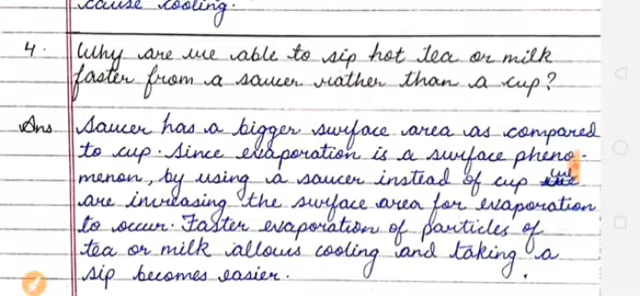 cause cooling.
4. Why are we able to sip hot tea or milk
faster from a saucer rather than a cup?
Ans. Saucer has a bigger surface area as compared
to cup. Since evaporation is a surface pheno-
menon, by using a saucer instead of cup we
are increasing the surface area for evaporation
to occur. Faster evaporation of particles of
tea or milk allows cooling and taking a
sip becomes easier.